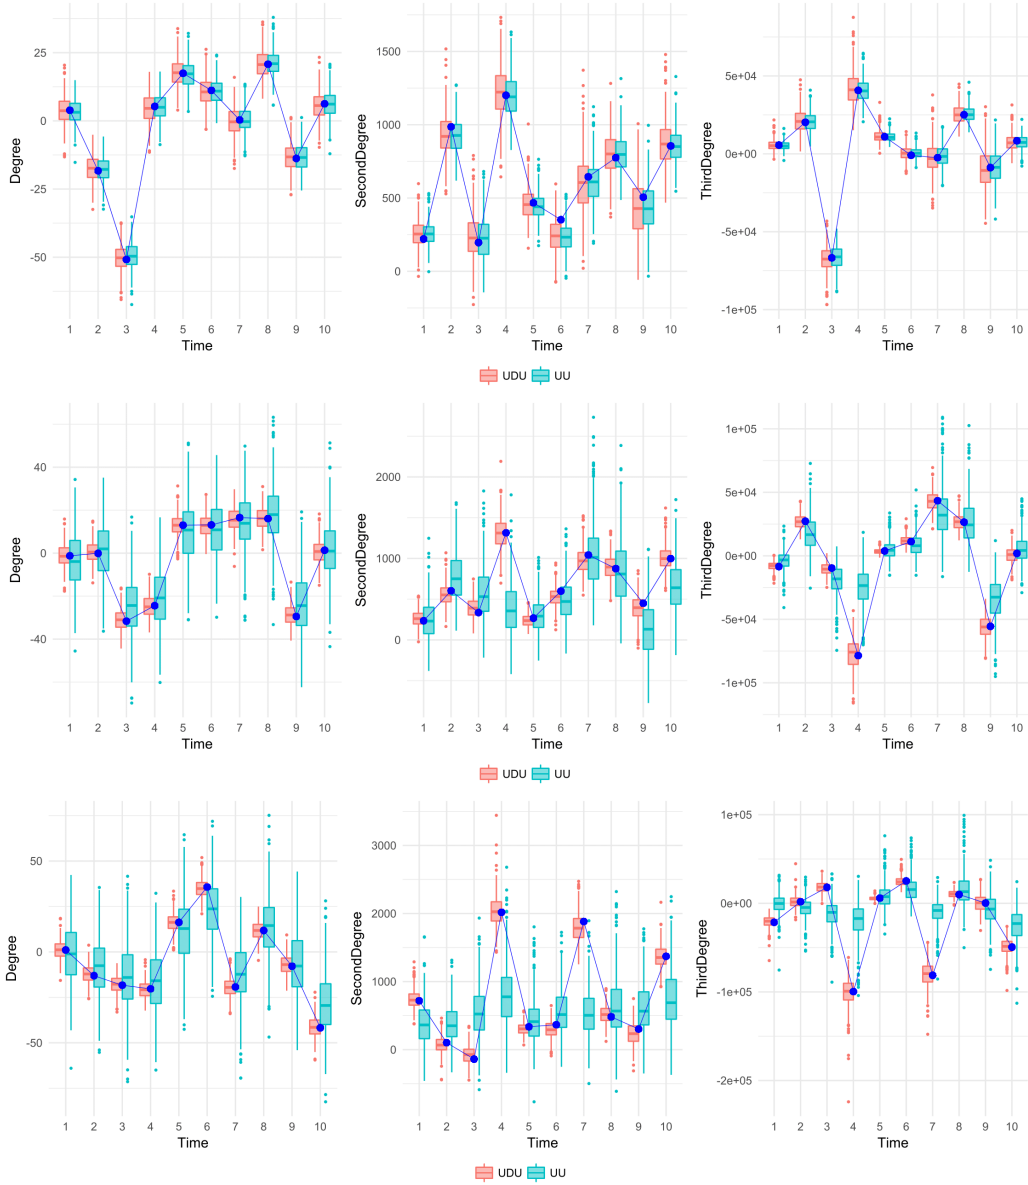 Degree
25
0
-25
-50
1 2 3 4 5 6 7 8 9 10
Time
SecondDegree
1500
1000
500
0
1 2 3 4 5 6 7 8 9 10
Time
ThirdDegree
5e+04
0e+00
-5e+04
-1e+05
1 2 3 4 5 6 7 8 9 10
Time
UDU UU
Degree
40
0
-40
1 2 3 4 5 6 7 8 9 10
Time
SecondDegree
2000
1000
0
1 2 3 4 5 6 7 8 9 10
Time
ThirdDegree
1e+05
5e+04
0e+00
-5e+04
-1e+05
1 2 3 4 5 6 7 8 9 10
Time
UDU UU
Degree
50
0
-50
1 2 3 4 5 6 7 8 9 10
Time
SecondDegree
3000
2000
1000
0
1 2 3 4 5 6 7 8 9 10
Time
ThirdDegree
1e+05
0e+00
-1e+05
-2e+05
1 2 3 4 5 6 7 8 9 10
Time
UDU UU